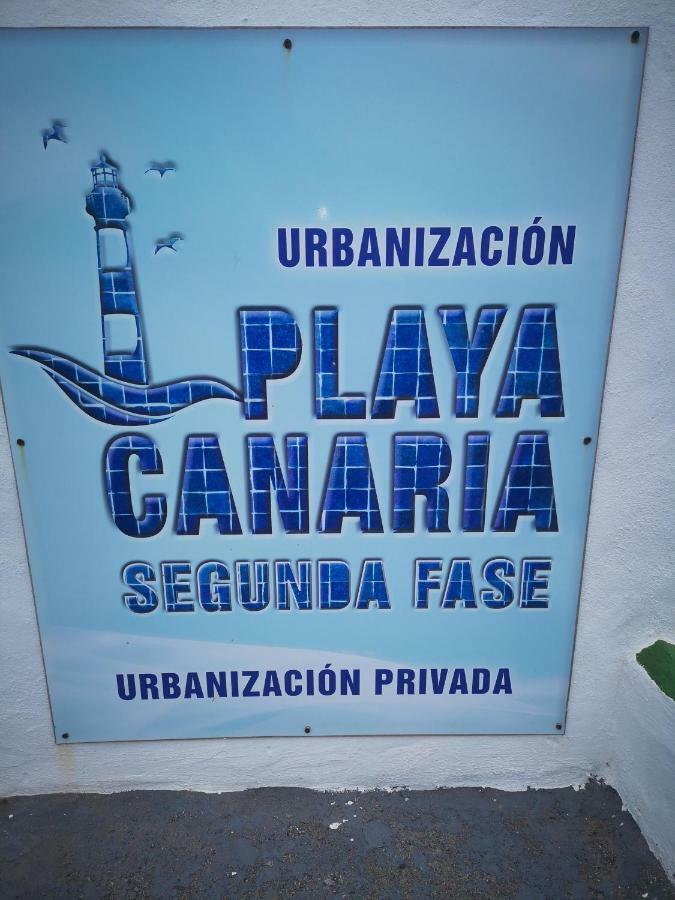 URBANIZACIÓN
PLAYA
CANARIA
SEGUNDA FASE
URBANIZACIÓN PRIVADA